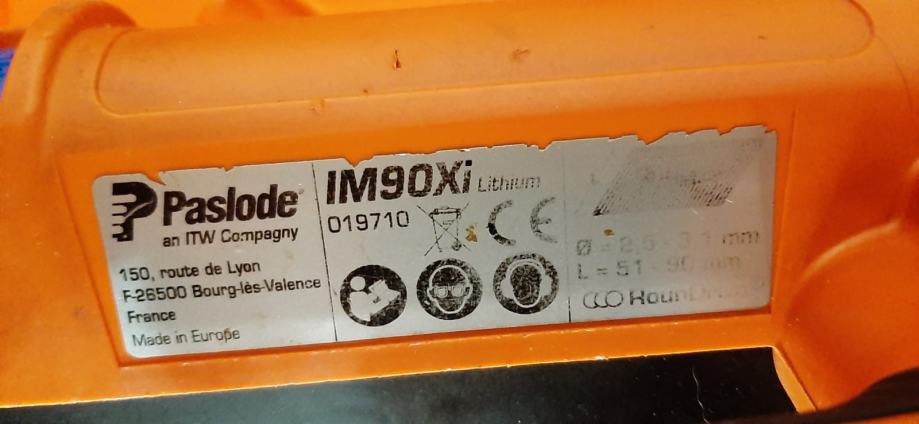 Paslode
an ITW Compagny
150, route de Lyon
F-26500 Bourg-lès-Valence
France
Made in Europe
IM90Xi Lithium
019710
CE
Ø = 2,5 - 3,1 mm
L = 51 - 90 mm